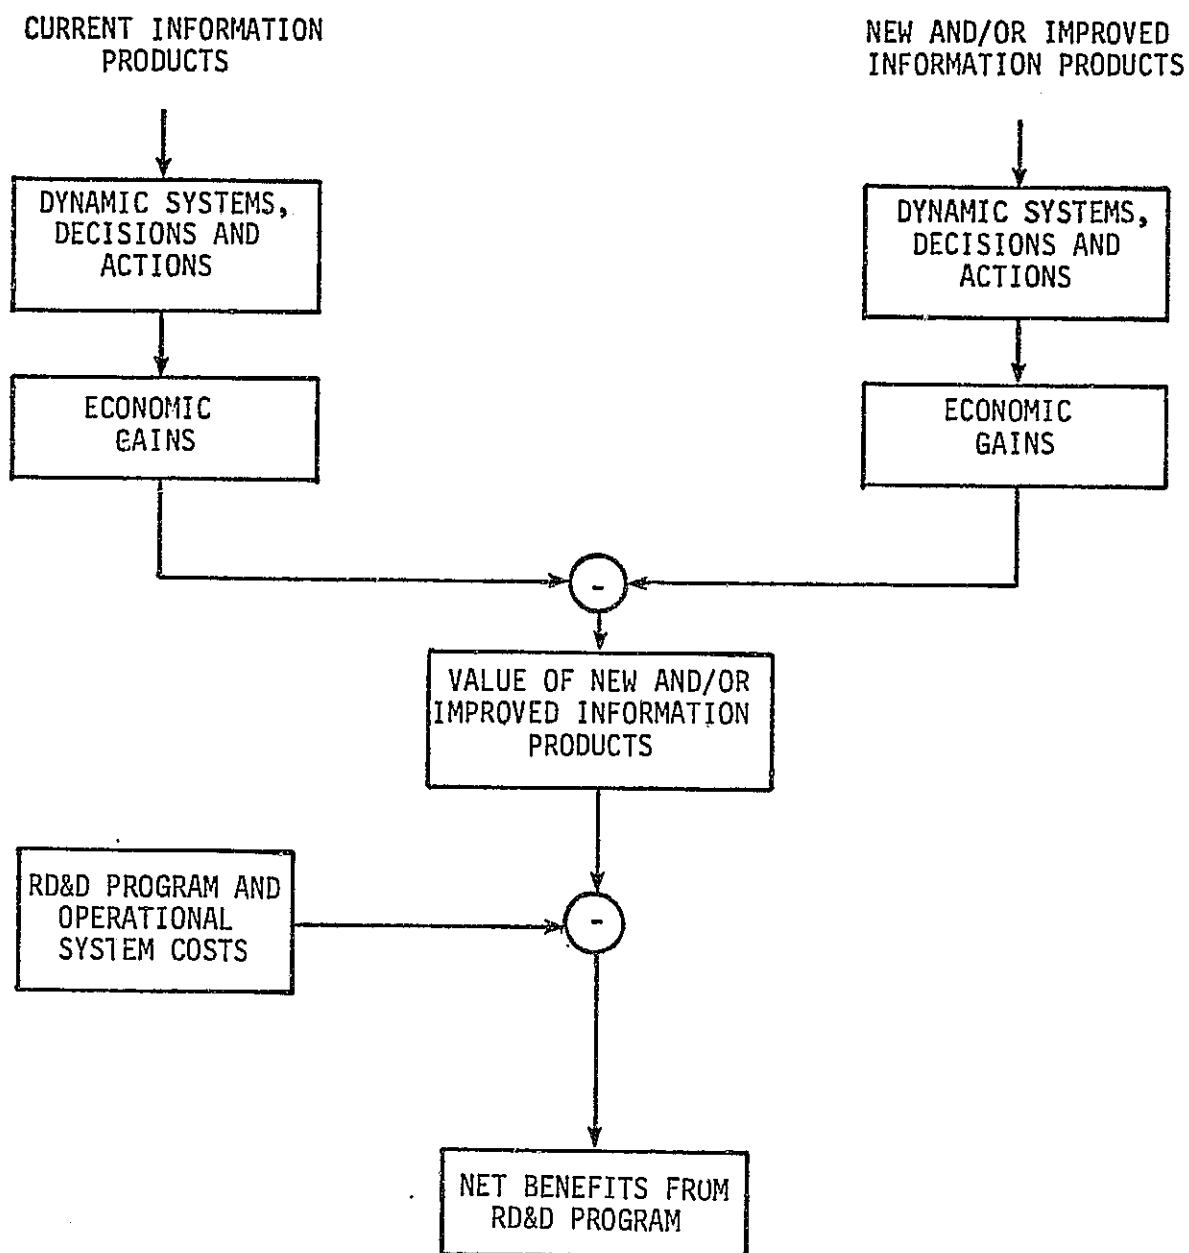 CURRENT INFORMATION
PRODUCTS
NEW AND/OR IMPROVED
INFORMATION PRODUCTS
DYNAMIC SYSTEMS,
DECISIONS AND
ACTIONS
DYNAMIC SYSTEMS,
DECISIONS AND
ACTIONS
ECONOMIC
GAINS
ECONOMIC
GAINS
-
VALUE OF NEW AND/OR
IMPROVED INFORMATION
PRODUCTS
RD&D PROGRAM AND
OPERATIONAL
SYSTEM COSTS
-
NET BENEFITS FROM
RD&D PROGRAM